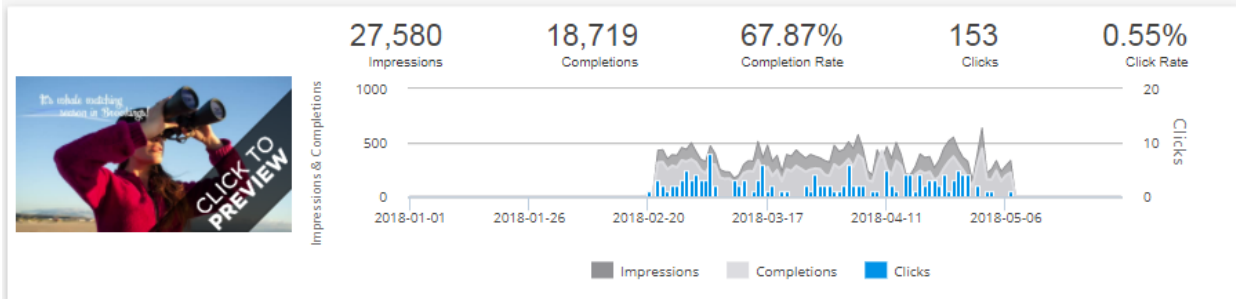 27,580
Impressions
18,719
Completions
67.87%
Completion Rate
153
Clicks
0.55%
Click Rate
It's whale watching
season in Brookings!
CLICK TO
PREVIEW
Impressions & Completions
1000
500
0
20
10
0
Clicks
2018-01-01
2018-01-26
2018-02-20
2018-03-17
2018-04-11
2018-05-06
Impressions
Completions
Clicks